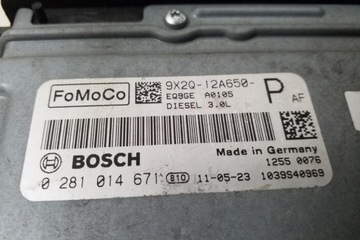 FoMoCo
9X2Q-12A650-
P
AF
EQ9GE A0105
DIESEL 3.0L
BOSCH
Made in Germany
1255 0076
0 281 014 671 810 11-05-23 1039S40969